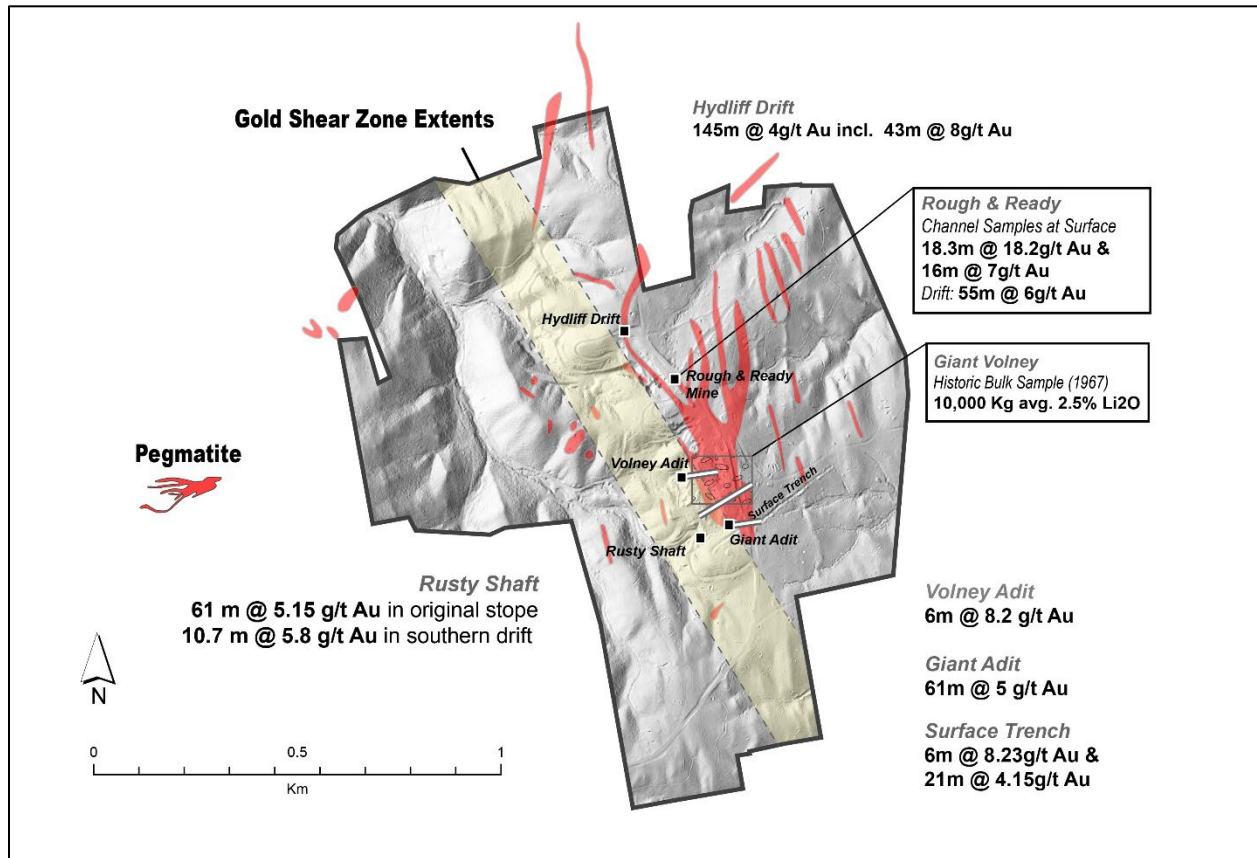 Gold Shear Zone Extents
Hydliff Drift
145m @ 4g/t Au incl. 43m @ 8g/t Au
Rough & Ready
Channel Samples at Surface
18.3m @ 18.2g/t Au &
16m @ 7g/t Au
Drift: 55m @ 6g/t Au
Hydliff Drift
Rough & Ready
Mine
Giant Volney
Historic Bulk Sample (1967)
10,000 Kg avg. 2.5% Li2O
Pegmatite
Volney Adit
Surface Trench
Giant Adit
Rusty Shaft
Rusty Shaft
61 m @ 5.15 g/t Au in original stope
10.7 m @ 5.8 g/t Au in southern drift
Volney Adit
6m @ 8.2 g/t Au
Giant Adit
61m @ 5 g/t Au
Surface Trench
6m @ 8.23g/t Au &
21m @ 4.15g/t Au
N
0 0.5 1
Km